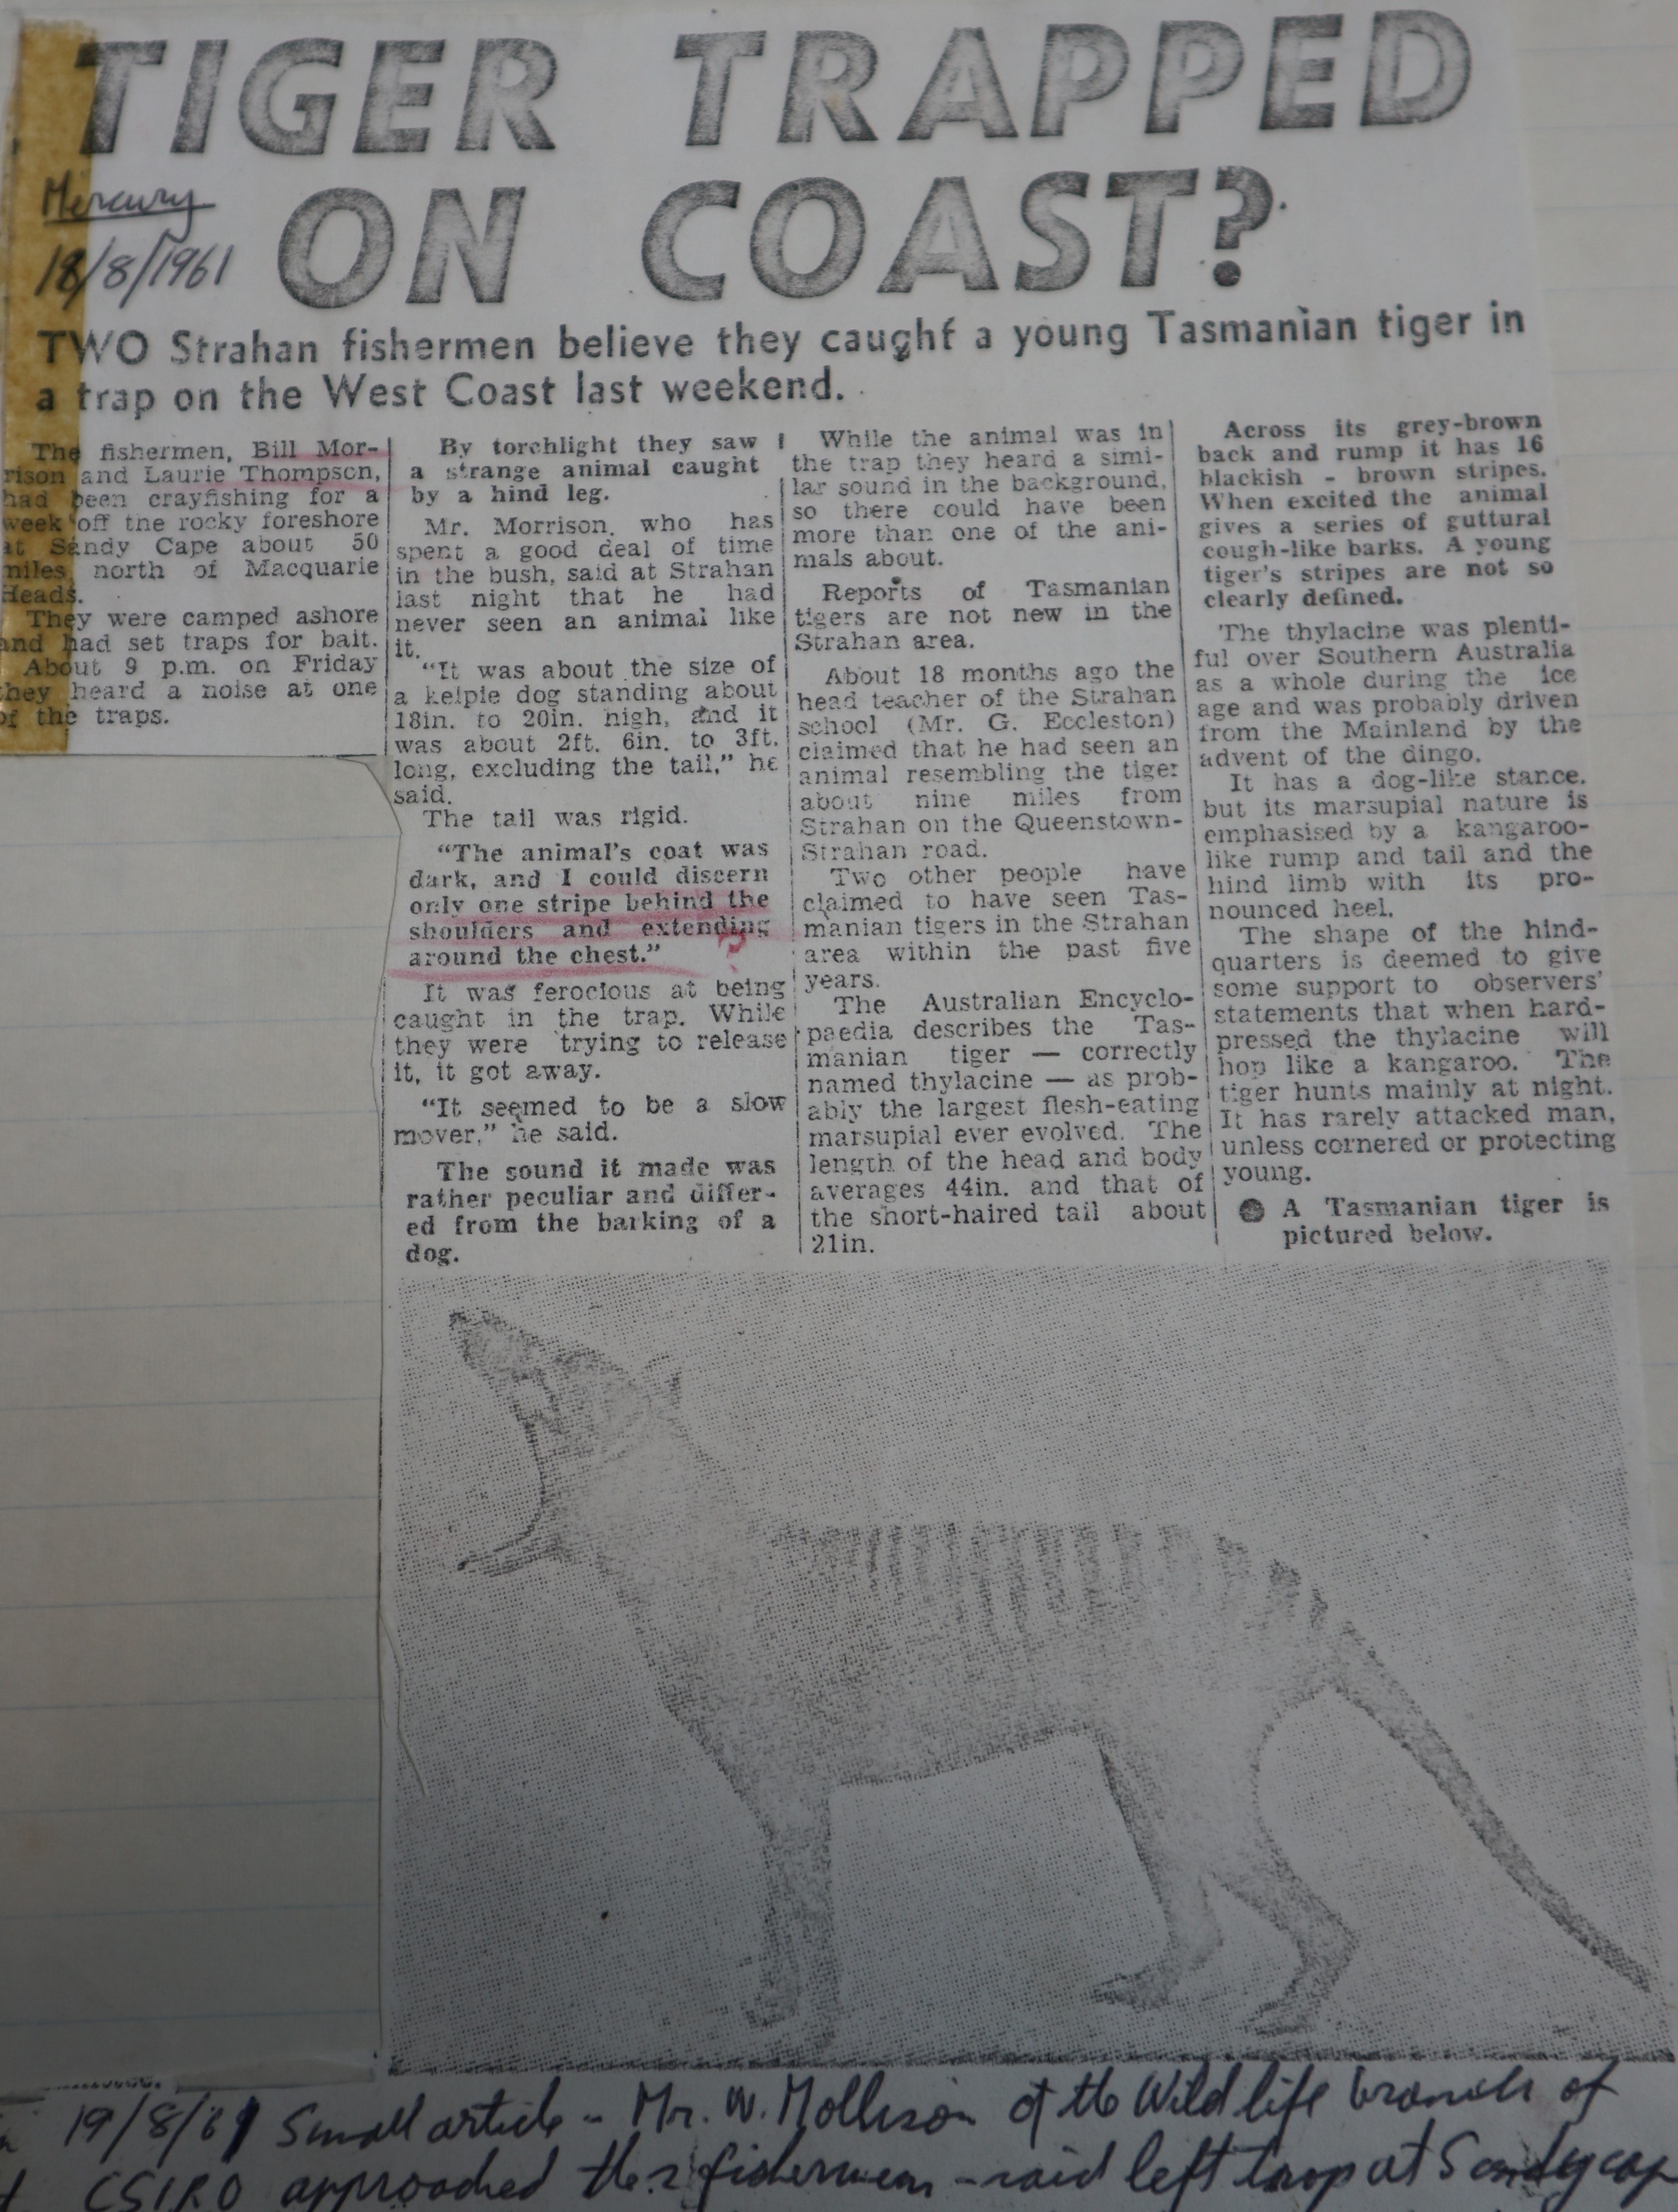 TIGER TRAPPED
ON COAST?
Mercury
18/8/1961
TWO Strahan fishermen believe they caught a young Tasmanian tiger in
a trap on the West Coast last weekend.
The fishermen, Bill Mor-
rison and Laurie Thompson,
had been crayfishing for a
week off the rocky foreshore
at Sandy Cape about 50
miles north of Macquarie
Heads.
They were camped ashore
and had set traps for bait.
About 9 p.m. on Friday
they heard a noise at one
of the traps.
By torchlight they saw
a strange animal caught
by a hind leg.
Mr. Morrison, who has
spent a good deal of time
in the bush, said at Strahan
last night that he had
never seen an animal like
it.
"It was about the size of
a kelpie dog standing about
18in. to 20in. high, and it
was about 2ft. 6in. to 3ft.
long, excluding the tail," he
said.
The tail was rigid.
"The animal's coat was
dark, and I could discern
only one stripe behind the
shoulders and extending
around the chest."
It was ferocious at being
caught in the trap. While
they were trying to release
it, it got away.
"It seemed to be a slow
mover," he said.
The sound it made was
rather peculiar and differ-
ed from the barking of a
dog.
While the animal was in
the trap they heard a simi-
lar sound in the background,
so there could have been
more than one of the ani-
mals about.
Reports of Tasmanian
tigers are not new in the
Strahan area.
About 18 months ago the
head teacher of the Strahan
school (Mr. G. Eccleston)
claimed that he had seen an
animal resembling the tiger
about nine miles from
Strahan on the Queenstown-
Strahan road.
Two other people have
claimed to have seen Tas-
manian tigers in the Strahan
area within the past five
years.
The Australian Encyclo-
paedia describes the Tas-
manian tiger — correctly
named thylacine — as prob-
ably the largest flesh-eating
marsupial ever evolved. The
length of the head and body
averages 44in. and that of
the short-haired tail about
21in.
Across its grey-brown
back and rump it has 16
blackish - brown stripes.
When excited the animal
gives a series of guttural
cough-like barks. A young
tiger's stripes are not so
clearly defined.
The thylacine was plenti-
ful over Southern Australia
as a whole during the ice
age and was probably driven
from the Mainland by the
advent of the dingo.
It has a dog-like stance,
but its marsupial nature is
emphasised by a kangaroo-
like rump and tail and the
hind limb with its pro-
nounced heel.
The shape of the hind-
quarters is deemed to give
some support to observers'
statements that when hard-
pressed the thylacine will
hop like a kangaroo. The
tiger hunts mainly at night.
It has rarely attacked man,
unless cornered or protecting
young.
● A Tasmanian tiger is
pictured below.
19/8/61 Small article - Mr. W. Mollison of the Wildlife branch of
CSIRO approached the 2 fishermen - said left trap at Sandy cap